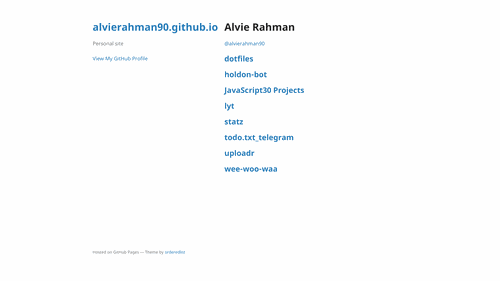 alvierahman90.github.io
Personal site
View My GitHub Profile
Alvie Rahman
@alvierahman90
dotfiles
holdon-bot
JavaScript30 Projects
lyt
statz
todo.txt_telegram
uploadr
wee-woo-waa
Hosted on GitHub Pages — Theme by orderedlist